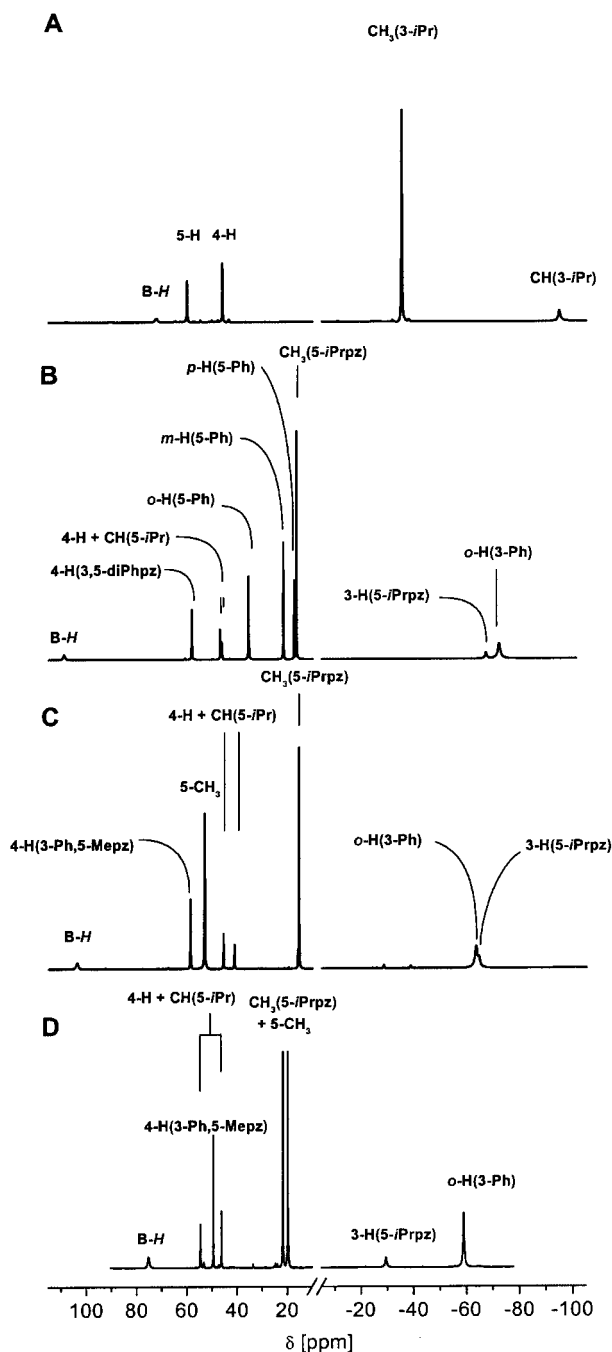 A
CH₃(3-iPr)
5-H 4-H
B-H
CH(3-iPr)
B
CH₃(5-iPrpz)
p-H(5-Ph)
m-H(5-Ph)
o-H(5-Ph)
4-H + CH(5-iPr)
4-H(3,5-diPhpz)
B-H
o-H(3-Ph)
3-H(5-iPrpz)
CH₃(5-iPrpz)
C
4-H + CH(5-iPr)
5-CH₃
4-H(3-Ph,5-Mepz)
B-H
o-H(3-Ph)
3-H(5-iPrpz)
D
4-H + CH(5-iPr)
CH₃(5-iPrpz)
+ 5-CH₃
4-H(3-Ph,5-Mepz)
B-H
o-H(3-Ph)
3-H(5-iPrpz)
100 80 60 40 20 -20 -40 -60 -80 -100
δ [ppm]